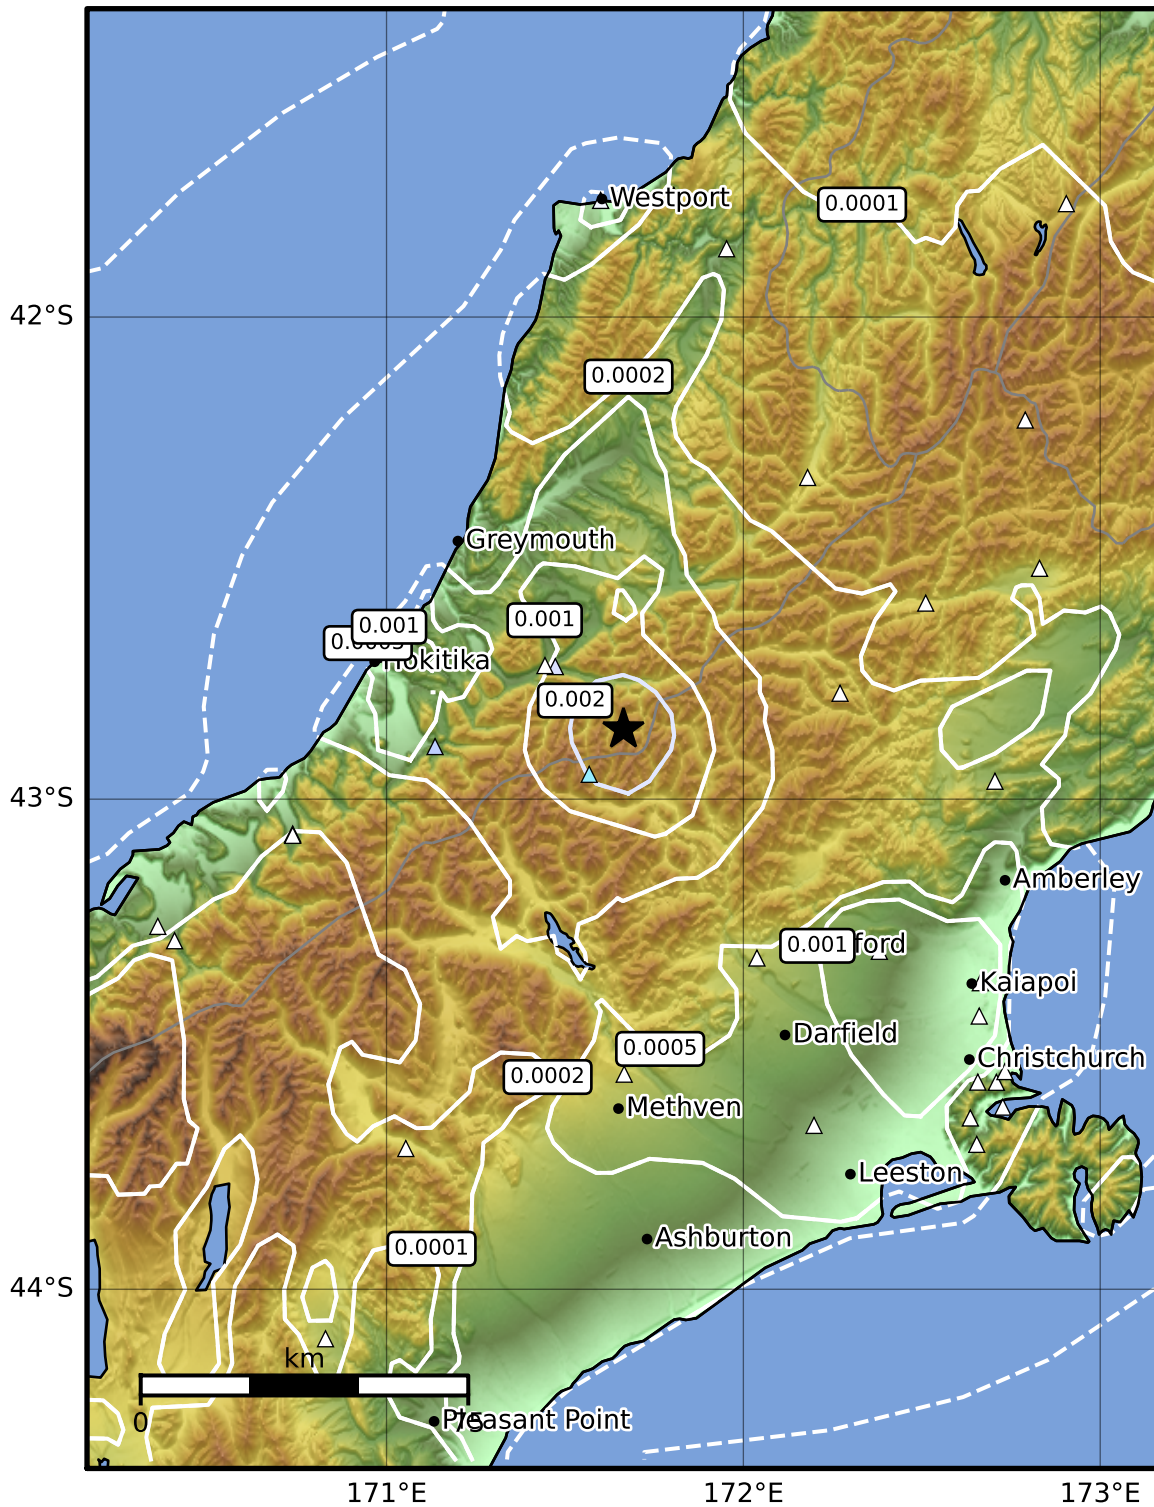 Westport
0.0001
42°S
0.0002
Greymouth
0.001
0.001
Hokitika
0.002
43°S
Amberley
0.001
Kaiapoi
Darfield
0.0005
Christchurch
0.0002
Methven
Leeston
Ashburton
0.0001
44°S
km
0
75
Pleasant Point
171°E
172°E
173°E